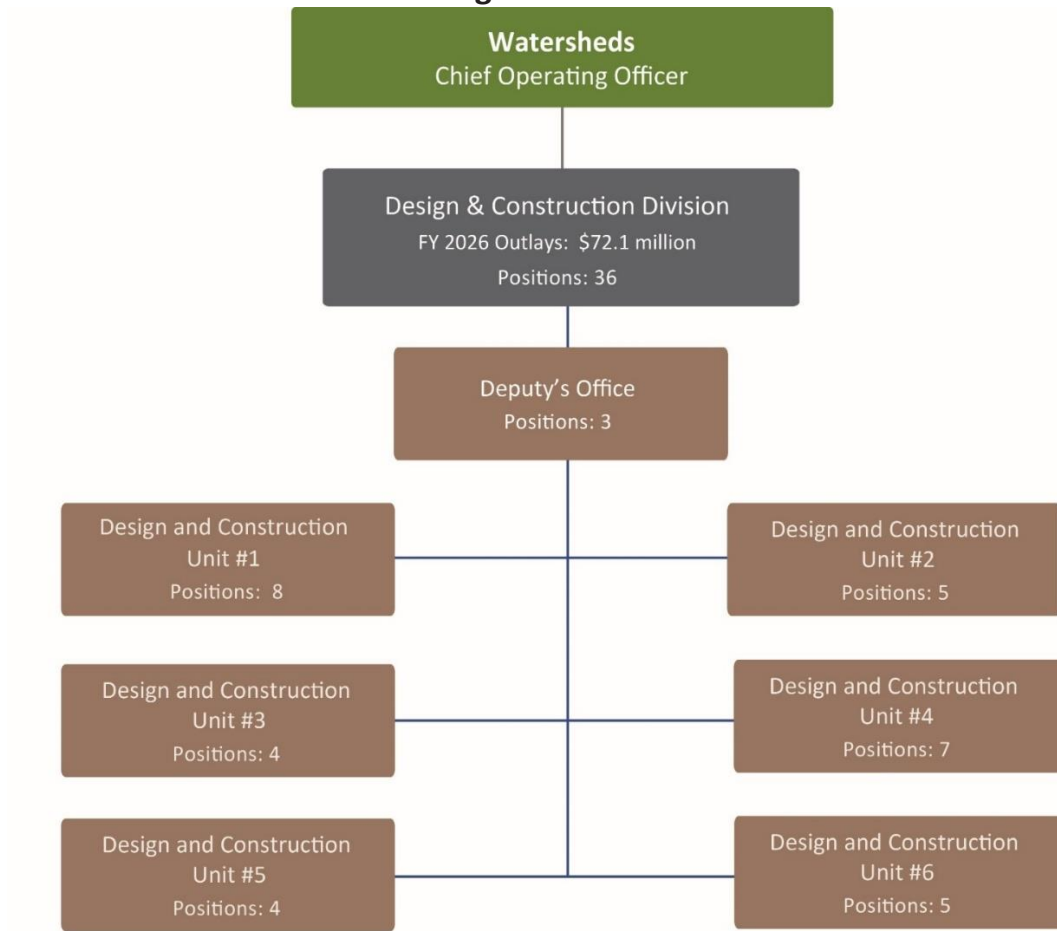 Watersheds
Chief Operating Officer
Design & Construction Division
FY 2026 Outlays: $72.1 million
Positions: 36
Deputy's Office
Positions: 3
Design and Construction
Unit #1
Positions: 8
Design and Construction
Unit #2
Positions: 5
Design and Construction
Unit #3
Positions: 4
Design and Construction
Unit #4
Positions: 7
Design and Construction
Unit #5
Positions: 4
Design and Construction
Unit #6
Positions: 5